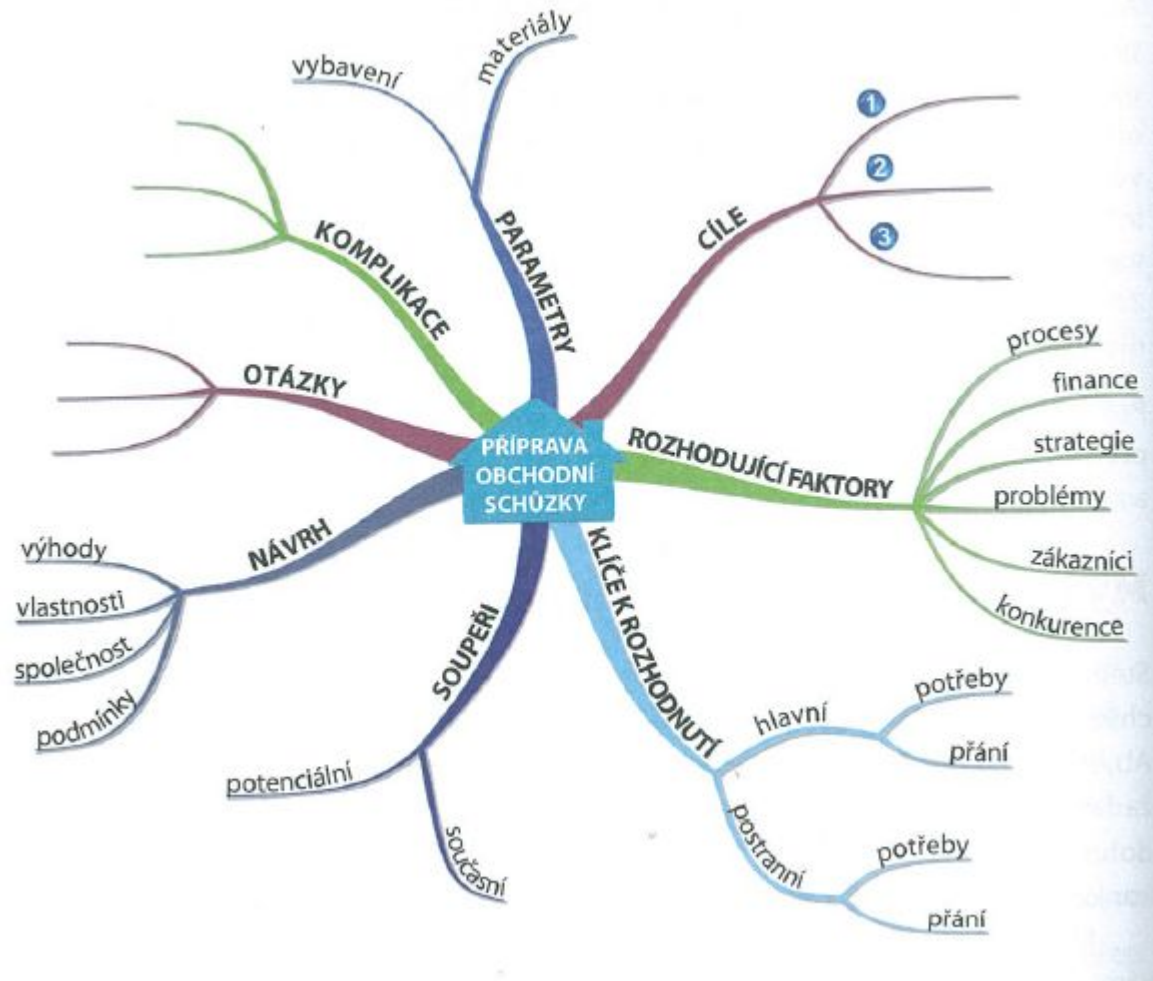 PŘÍPRAVA
OBCHODNÍ
SCHŮZKY
CÍLE
1
2
3
ROZHODUJÍCÍ FAKTORY
procesy
finance
strategie
problémy
zákazníci
konkurence
KLÍČE K ROZHODNUTÍ
hlavní
potřeby
přání
postranní
potřeby
přání
SOUPEŘI
současní
potenciální
NÁVRH
výhody
vlastnosti
společnost
podmínky
OTÁZKY
KOMPLIKACE
PARAMETRY
vybavení
materiály